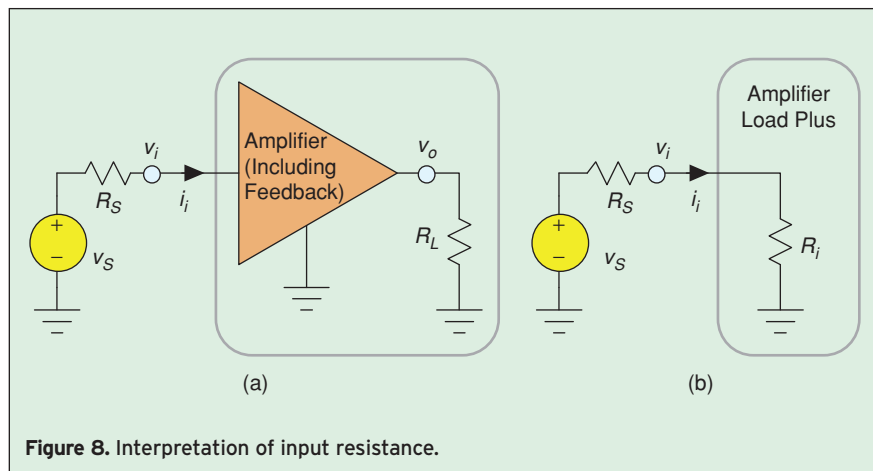 Amplifier
(Including
Feedback)
v_i
v_o
R_S
i_i
R_L
+
−
v_S
(a)
Amplifier
Load Plus
v_i
R_S
i_i
R_i
+
−
v_S
(b)
Figure 8. Interpretation of input resistance.